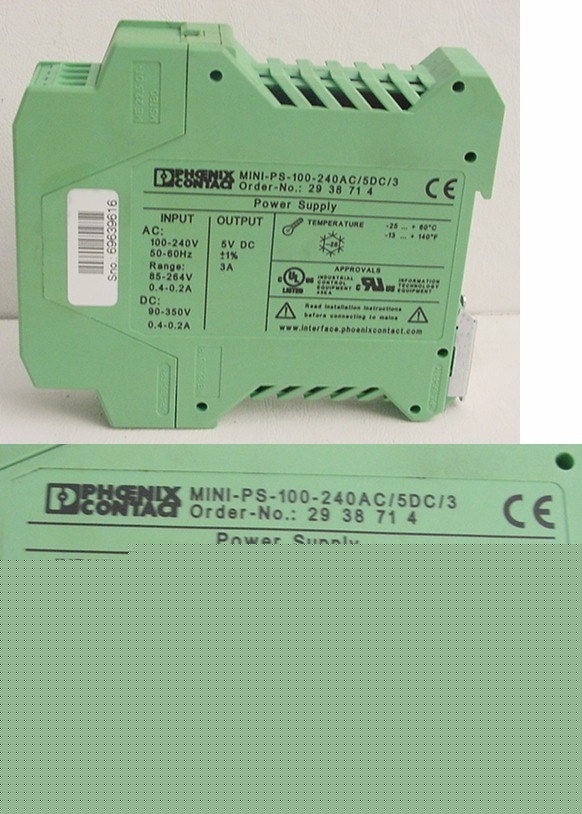 PHOENIX CONTACT
MINI-PS-100-240AC/5DC/3
Order-No.: 29 38 71 4
CE
Power Supply
INPUT
AC:
100-240V
50-60Hz
Range:
85-264V
0.4-0.2A
DC:
90-350V
0.4-0.2A
OUTPUT
5V DC
±1%
3A
TEMPERATURE
-25 ... + 60°C
-13 ... + 140°F
-25
APPROVALS
C UL US
LISTED
INDUSTRIAL
CONTROL
EQUIPMENT
INFORMATION
TECHNOLOGY
EQUIPMENT
Read installation instructions
before connecting to mains
www.interface.phoenixcontact.com
Sno.: 69639616
PHOENIX CONTACT
MINI-PS-100-240AC/5DC/3
Order-No.: 29 38 71 4
CE
Power Supply